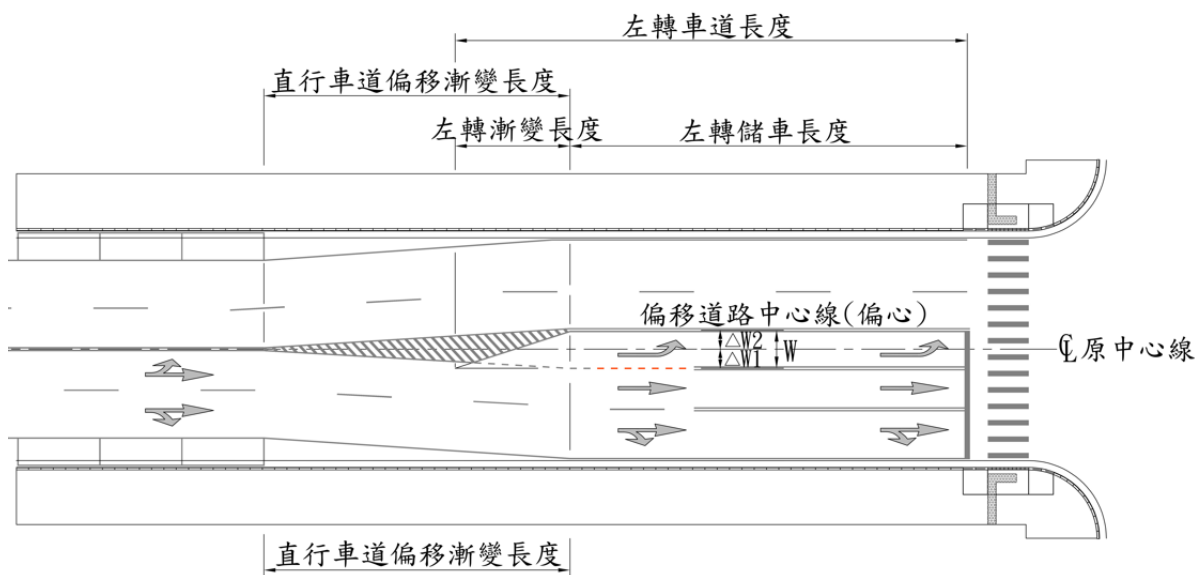 左轉車道長度
直行車道偏移漸變長度
左轉漸變長度
左轉儲車長度
偏移道路中心線(偏心)
△W2
△W1
W
℄原中心線
直行車道偏移漸變長度